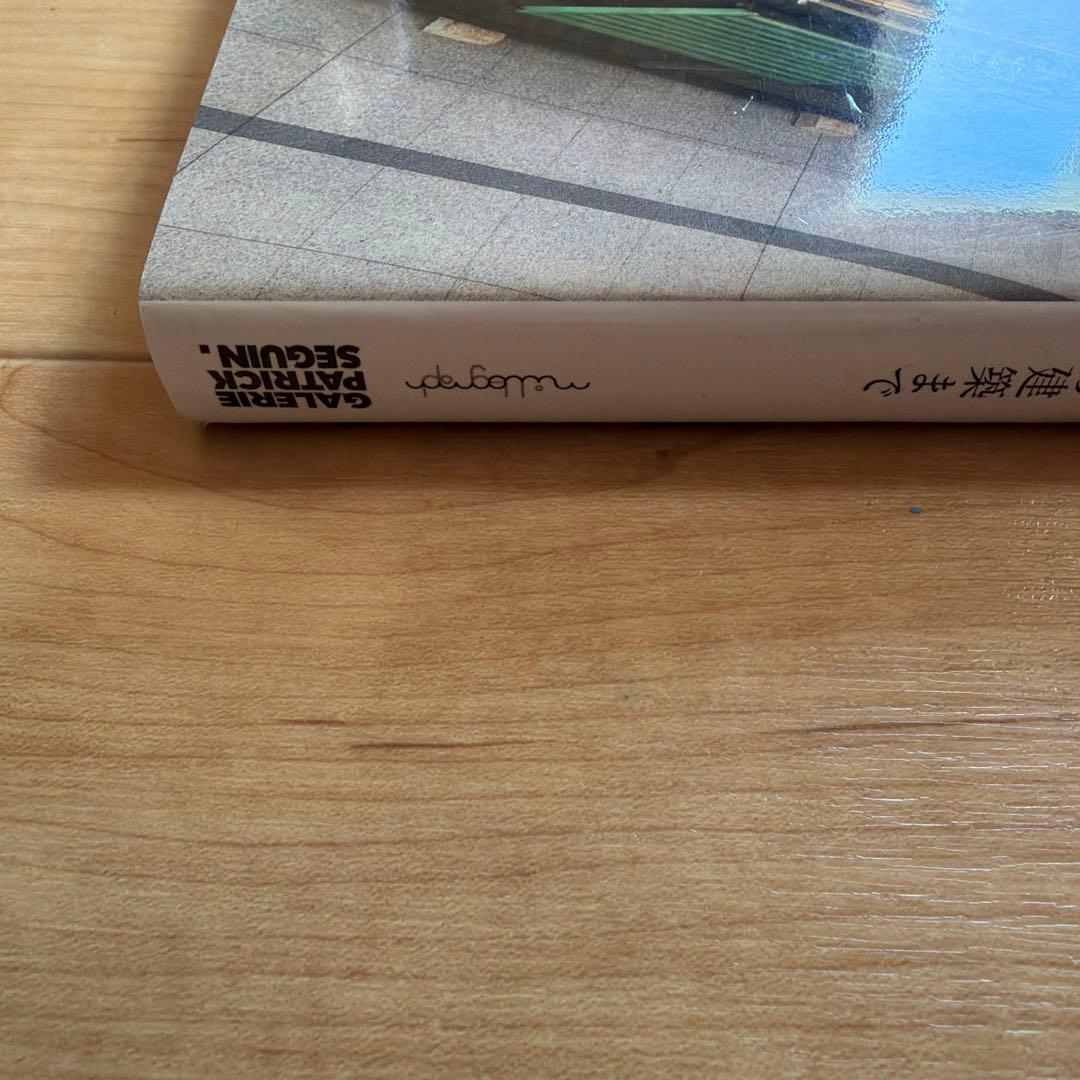 建築まで
millegraph
GALERIE
PATRICK
SEGUIN.